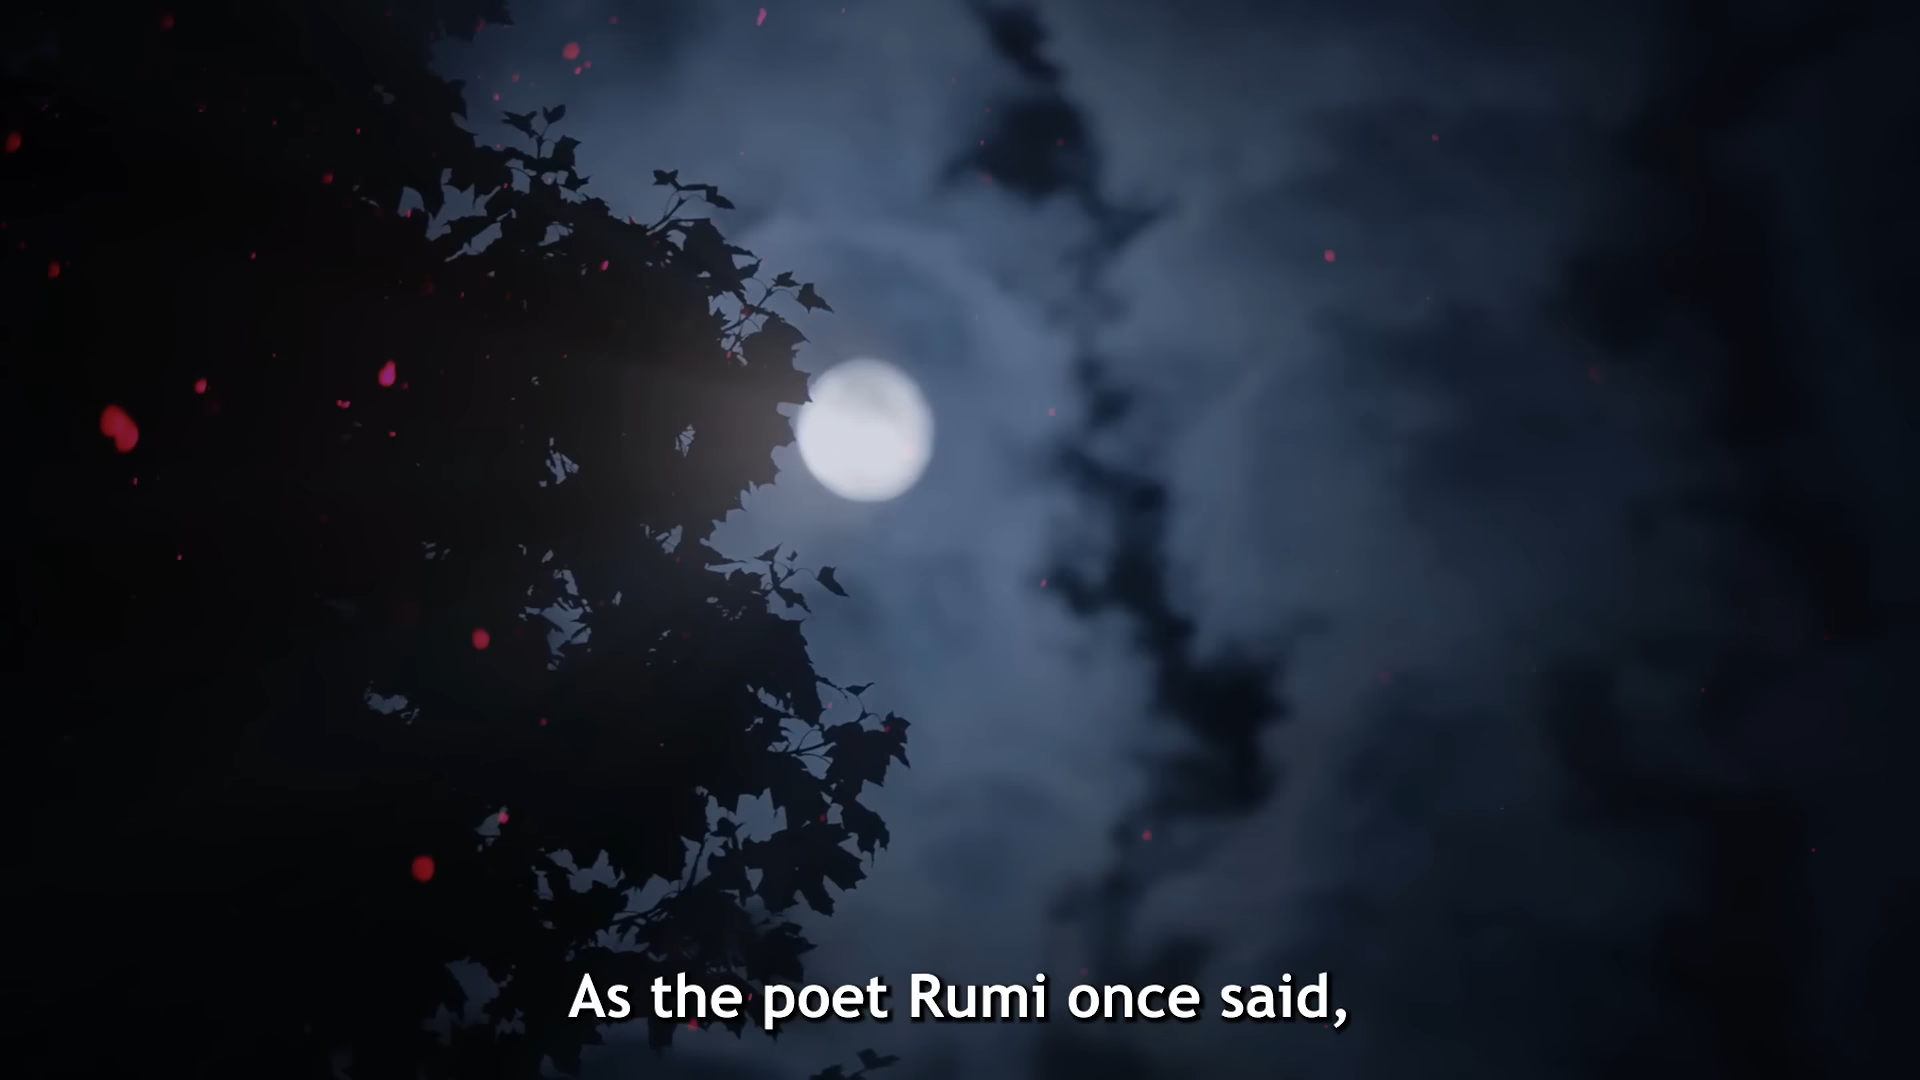 As the poet Rumi once said,